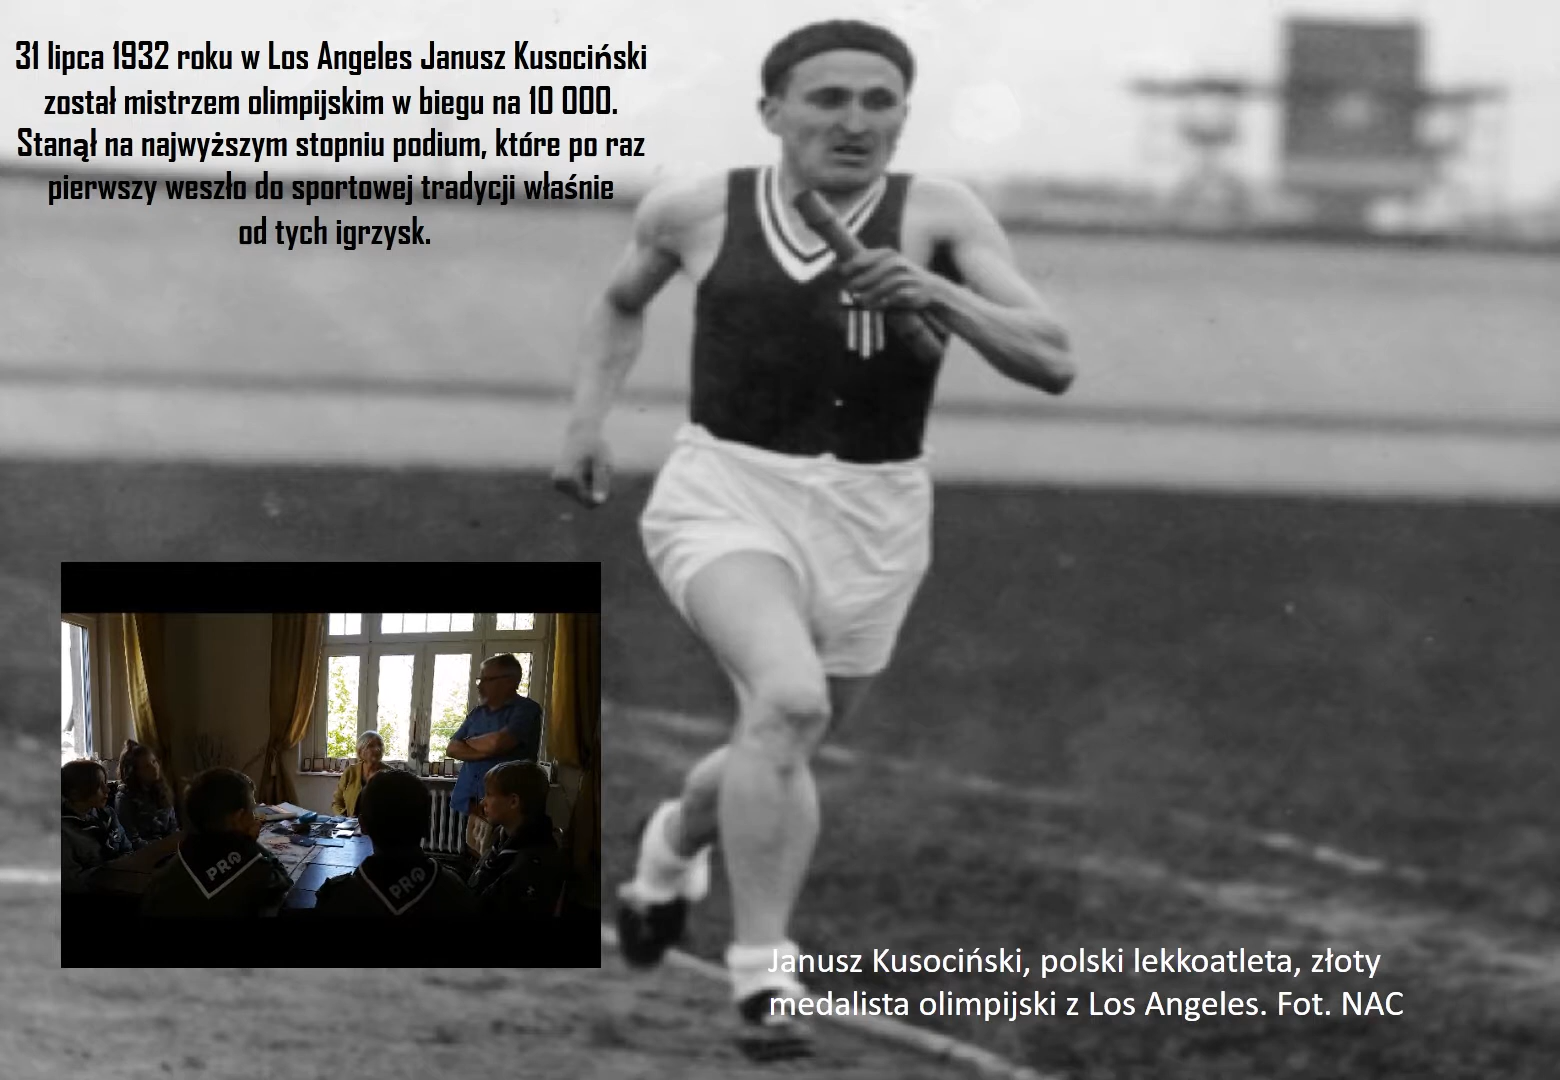 31 lipca 1932 roku w Los Angeles Janusz Kusociński
został mistrzem olimpijskim w biegu na 10 000.
Stanął na najwyższym stopniu podium, które po raz
pierwszy weszło do sportowej tradycji właśnie
od tych igrzysk.
PRQ
PRQ
Janusz Kusociński, polski lekkoatleta, złoty
medalista olimpijski z Los Angeles. Fot. NAC